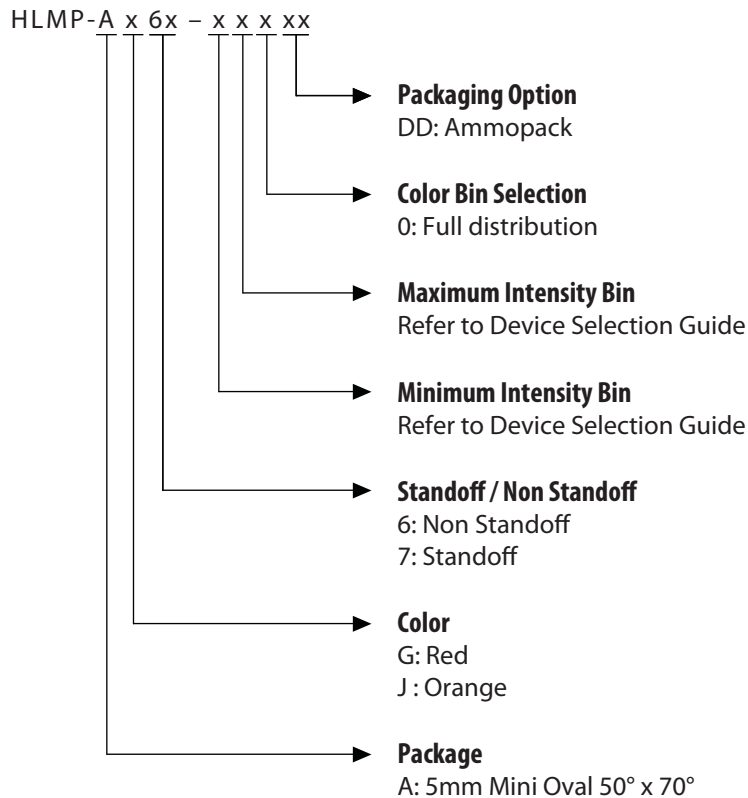 HLMP-A x 6x – x x x xx
Packaging Option
DD: Ammopack
Color Bin Selection
0: Full distribution
Maximum Intensity Bin
Refer to Device Selection Guide
Minimum Intensity Bin
Refer to Device Selection Guide
Standoff / Non Standoff
6: Non Standoff
7: Standoff
Color
G: Red
J : Orange
Package
A: 5mm Mini Oval 50° x 70°